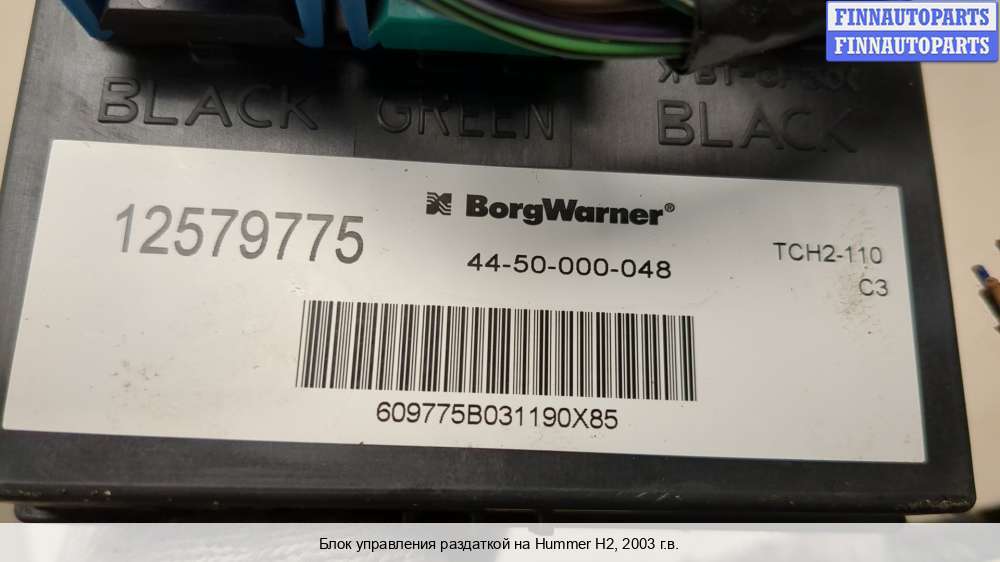 FINNAUTOPARTS
FINNAUTOPARTS
BLACK
GREEN
BLACK
12579775
BorgWarner®
44-50-000-048
TCH2-110
C3
609775B031190X85
Блок управления раздаткой на Hummer H2, 2003 г.в.